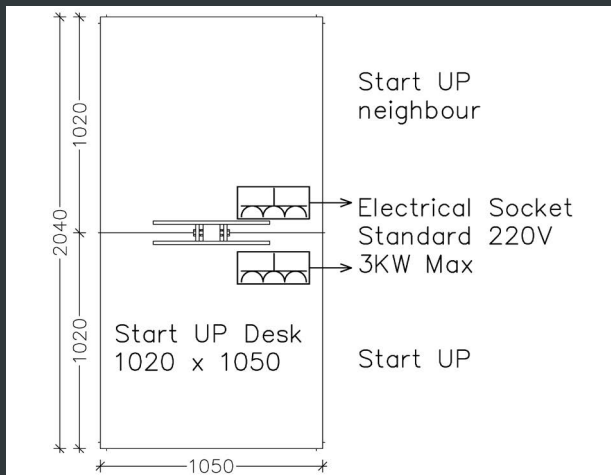 Start UP
neighbour
1020
Electrical Socket
Standard 220V
3KW Max
2040
Start UP Desk
1020 x 1050
Start UP
1020
1050